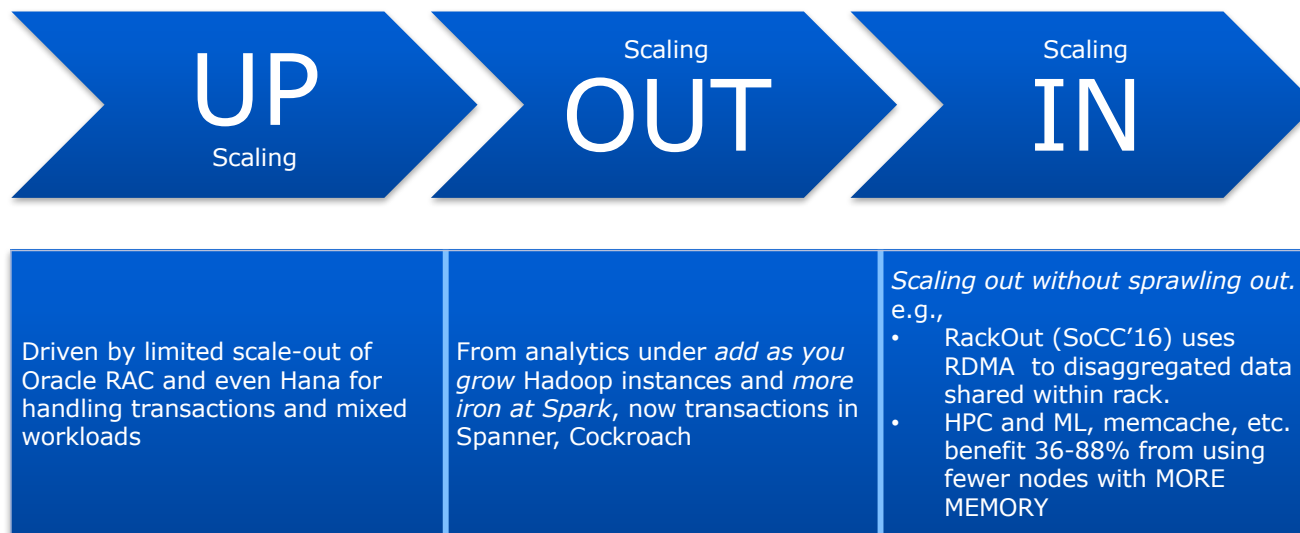 UP
Scaling
Scaling
OUT
Scaling
IN
Driven by limited scale-out of
Oracle RAC and even Hana for
handling transactions and mixed
workloads
From analytics under add as you
grow Hadoop instances and more
iron at Spark, now transactions in
Spanner, Cockroach
Scaling out without sprawling out.
e.g.,
• RackOut (SoCC’16) uses
RDMA to disaggregated data
shared within rack.
• HPC and ML, memcache, etc.
benefit 36-88% from using
fewer nodes with MORE
MEMORY